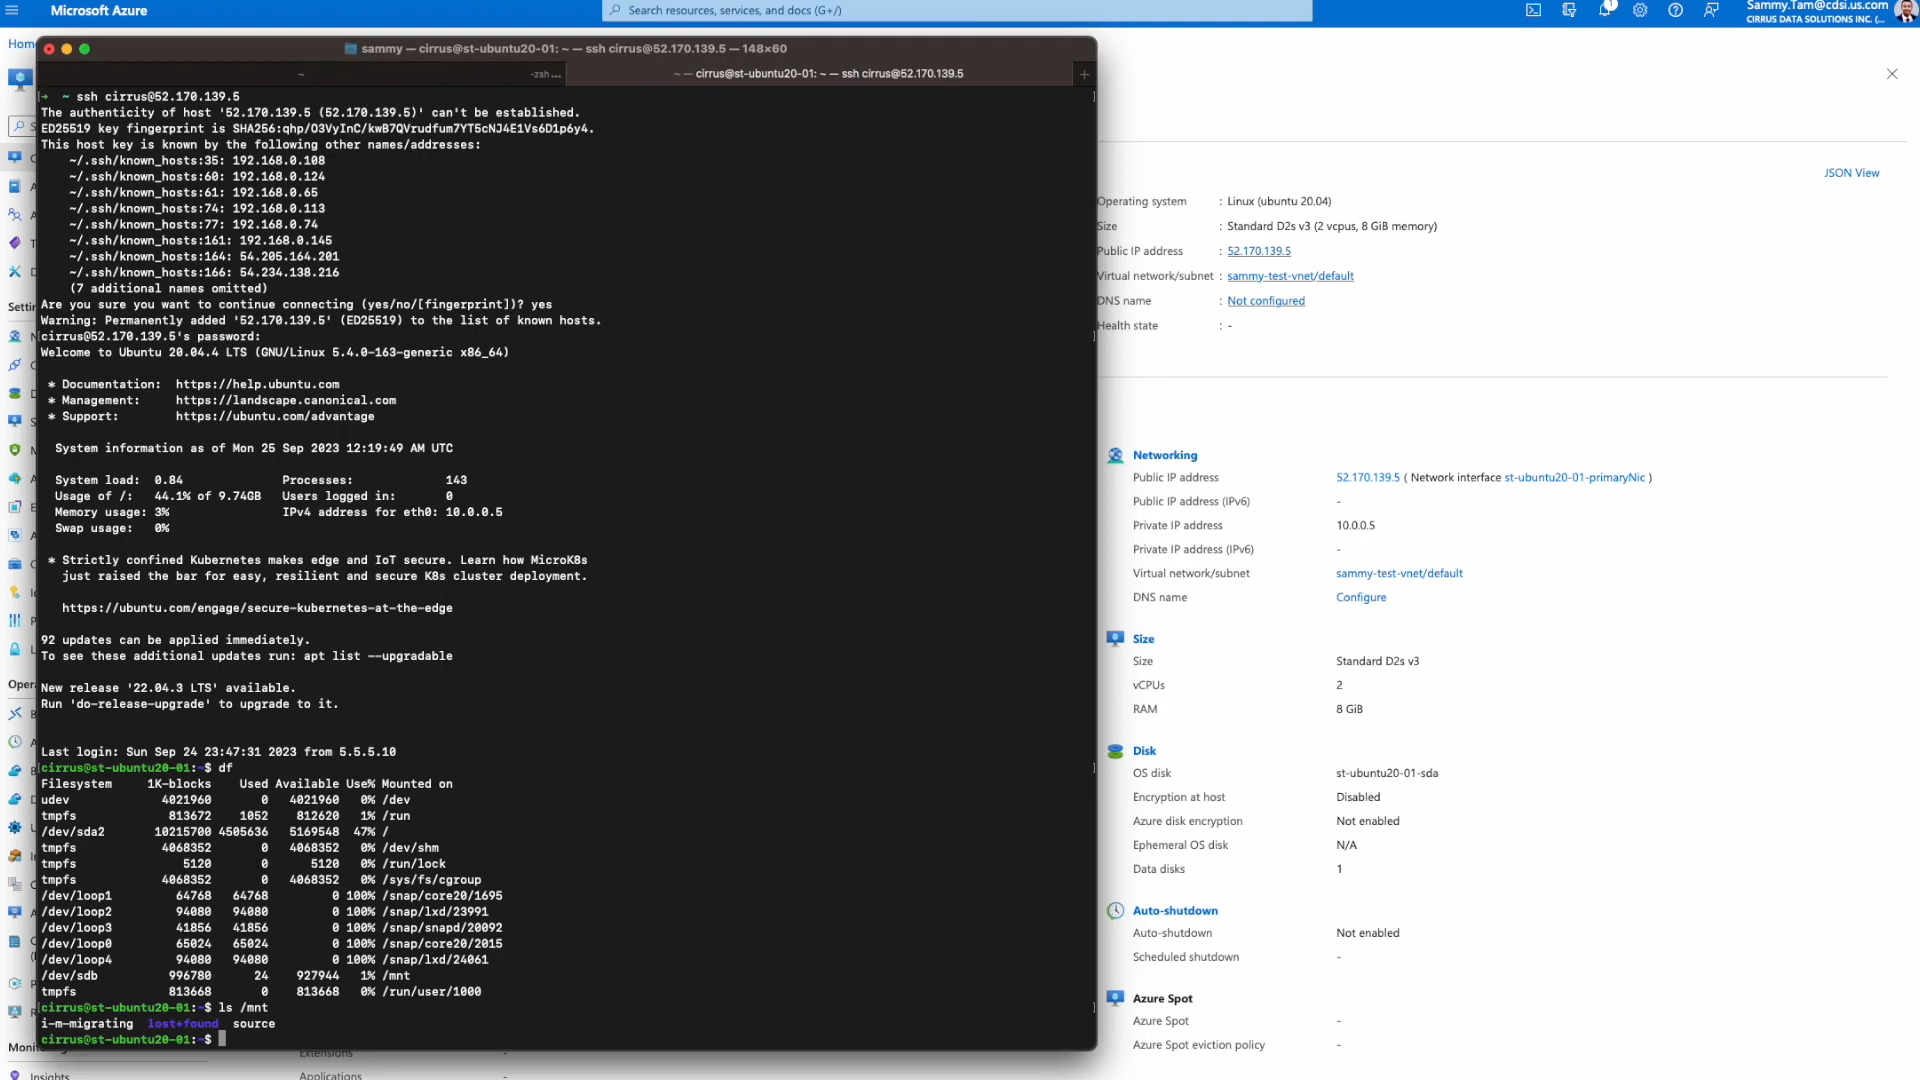 Microsoft Azure
Search resources, services, and docs (G+/)
1
Sammy.Tam@cdsi.us.com
CIRRUS DATA SOLUTIONS INC. (...
Hom
sammy — cirrus@st-ubuntu20-01: ~ — ssh cirrus@52.170.139.5 — 148×60
~
-zsh ...
~ — cirrus@st-ubuntu20-01: ~ — ssh cirrus@52.170.139.5
+
→ ~ ssh cirrus@52.170.139.5
The authenticity of host '52.170.139.5 (52.170.139.5)' can't be established.
ED25519 key fingerprint is SHA256:qhp/O3VyInC/kwB7QVrudfum7YT5cNJ4E1Vs6D1p6y4.
This host key is known by the following other names/addresses:
~/.ssh/known_hosts:35: 192.168.0.108
~/.ssh/known_hosts:60: 192.168.0.124
~/.ssh/known_hosts:61: 192.168.0.65
~/.ssh/known_hosts:74: 192.168.0.113
~/.ssh/known_hosts:77: 192.168.0.74
~/.ssh/known_hosts:161: 192.168.0.145
~/.ssh/known_hosts:164: 54.205.164.201
~/.ssh/known_hosts:166: 54.234.138.216
(7 additional names omitted)
Are you sure you want to continue connecting (yes/no/[fingerprint])? yes
Warning: Permanently added '52.170.139.5' (ED25519) to the list of known hosts.
cirrus@52.170.139.5's password:
Welcome to Ubuntu 20.04.4 LTS (GNU/Linux 5.4.0-163-generic x86_64)
* Documentation: https://help.ubuntu.com
* Management: https://landscape.canonical.com
* Support: https://ubuntu.com/advantage
System information as of Mon 25 Sep 2023 12:19:49 AM UTC
System load: 0.84 Processes: 143
Usage of /: 44.1% of 9.74GB Users logged in: 0
Memory usage: 3% IPv4 address for eth0: 10.0.0.5
Swap usage: 0%
* Strictly confined Kubernetes makes edge and IoT secure. Learn how MicroK8s
just raised the bar for easy, resilient and secure K8s cluster deployment.
https://ubuntu.com/engage/secure-kubernetes-at-the-edge
92 updates can be applied immediately.
To see these additional updates run: apt list --upgradable
New release '22.04.3 LTS' available.
Run 'do-release-upgrade' to upgrade to it.
Last login: Sun Sep 24 23:47:31 2023 from 5.5.5.10
cirrus@st-ubuntu20-01:~$ df
Filesystem 1K-blocks Used Available Use% Mounted on
udev 4021960 0 4021960 0% /dev
tmpfs 813672 1052 812620 1% /run
/dev/sda2 10215700 4505636 5169548 47% /
tmpfs 4068352 0 4068352 0% /dev/shm
tmpfs 5120 0 5120 0% /run/lock
tmpfs 4068352 0 4068352 0% /sys/fs/cgroup
/dev/loop1 64768 64768 0 100% /snap/core20/1695
/dev/loop2 94080 94080 0 100% /snap/lxd/23991
/dev/loop3 41856 41856 0 100% /snap/snapd/20092
/dev/loop0 65024 65024 0 100% /snap/core20/2015
/dev/loop4 94080 94080 0 100% /snap/lxd/24061
/dev/sdb 996780 24 927944 1% /mnt
tmpfs 813668 0 813668 0% /run/user/1000
cirrus@st-ubuntu20-01:~$ ls /mnt
i-m-migrating lost+found source
cirrus@st-ubuntu20-01:~$
Settin
Oper
Monit
Insights
Extensions -
Applications -
JSON View
Operating system : Linux (ubuntu 20.04)
Size : Standard D2s v3 (2 vcpus, 8 GiB memory)
Public IP address : 52.170.139.5
Virtual network/subnet : sammy-test-vnet/default
DNS name : Not configured
Health state : -
Networking
Public IP address 52.170.139.5 ( Network interface st-ubuntu20-01-primaryNic )
Public IP address (IPv6) -
Private IP address 10.0.0.5
Private IP address (IPv6) -
Virtual network/subnet sammy-test-vnet/default
DNS name Configure
Size
Size Standard D2s v3
vCPUs 2
RAM 8 GiB
Disk
OS disk st-ubuntu20-01-sda
Encryption at host Disabled
Azure disk encryption Not enabled
Ephemeral OS disk N/A
Data disks 1
Auto-shutdown
Auto-shutdown Not enabled
Scheduled shutdown -
Azure Spot
Azure Spot -
Azure Spot eviction policy -